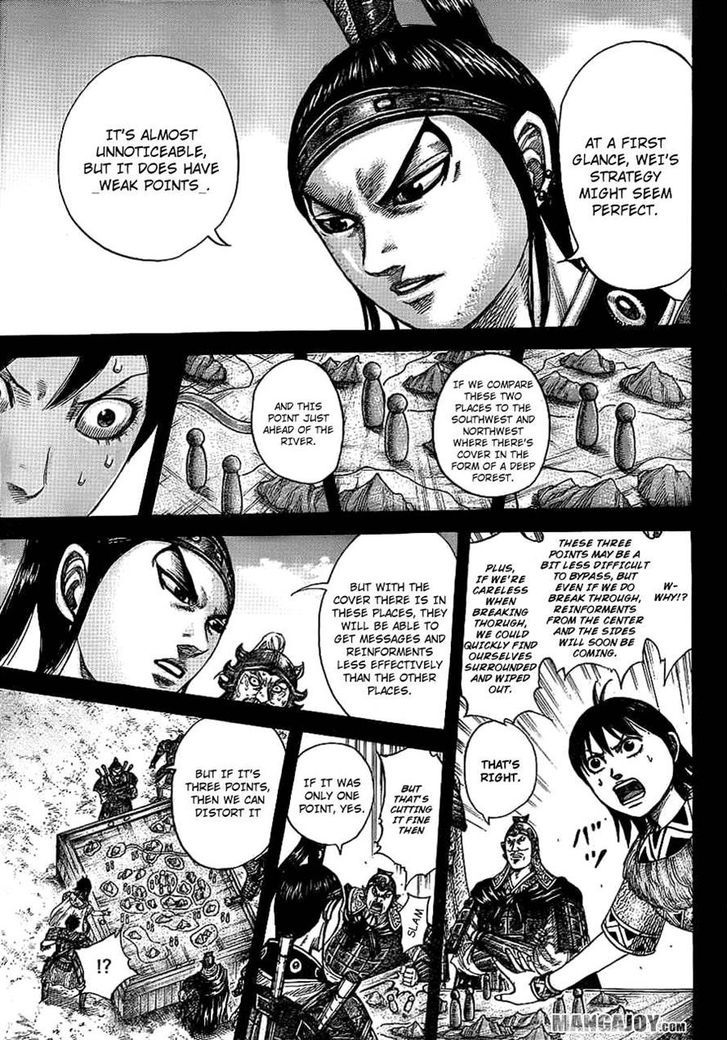 AT A FIRST
GLANCE, WEI'S
STRATEGY
MIGHT SEEM
PERFECT.
IT'S ALMOST
UNNOTICEABLE,
BUT IT DOES HAVE
_WEAK POINTS_.
IF WE COMPARE
THESE TWO
PLACES TO THE
SOUTHWEST AND
NORTHWEST
WHERE THERE'S
COVER IN THE
FORM OF A DEEP
FOREST.
AND THIS
POINT JUST
AHEAD OF THE
RIVER.
W-
WHY!?
THESE THREE
POINTS MAY BE A
BIT LESS DIFFICULT
TO BYPASS, BUT
EVEN IF WE DO
BREAK THROUGH,
REINFORMENTS
FROM THE CENTER
AND THE SIDES
WILL SOON BE
COMING.
PLUS,
IF WE'RE
CARELESS
WHEN
BREAKING
THORUGH, WE
COULD
QUICKLY FIND
OURSELVES
SURROUNDED
AND WIPED
OUT.
THAT'S
RIGHT.
BUT WITH THE
COVER THERE IS IN
THESE PLACES, THEY
WILL BE ABLE TO
GET MESSAGES AND
REINFORMENTS
LESS EFFECTIVELY
THAN THE OTHER
PLACES.
BUT
THAT'S
CUTTING
IT FINE
THEN
SLAM
IF IT WAS
ONLY ONE
POINT, YES.
BUT IF IT'S
THREE POINTS,
THEN WE CAN
DISTORT IT
!?
バッ
MANGAJOY.COM